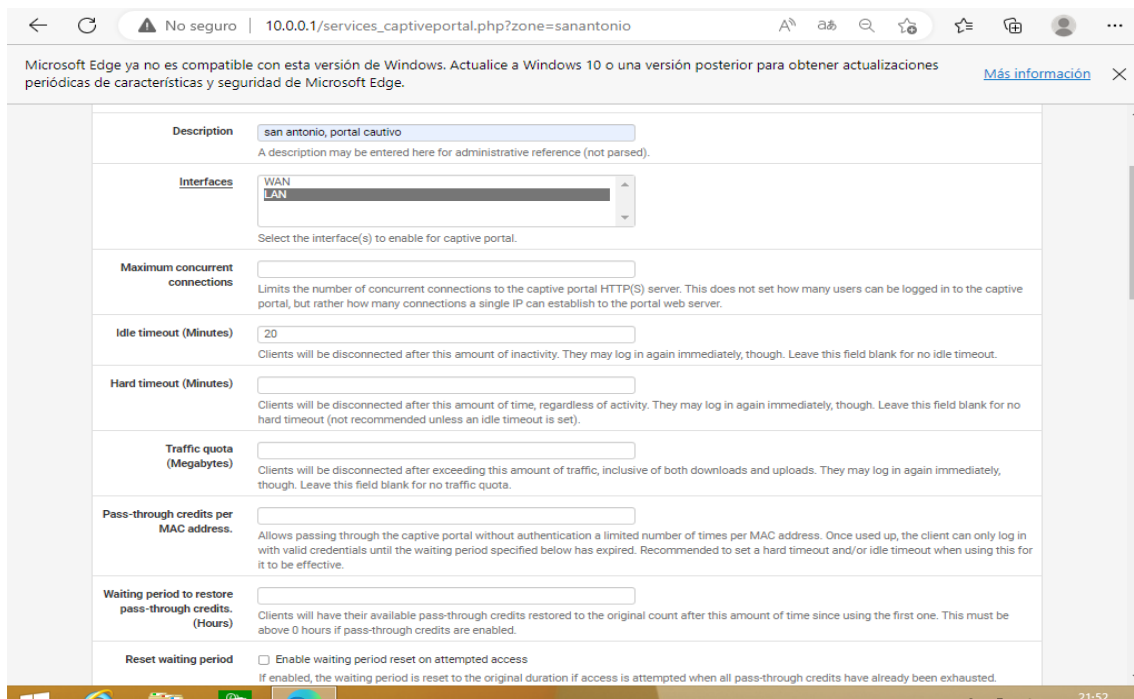 No seguro
10.0.0.1/services_captiveportal.php?zone=sanantonio
Microsoft Edge ya no es compatible con esta versión de Windows. Actualice a Windows 10 o una versión posterior para obtener actualizaciones
periódicas de características y seguridad de Microsoft Edge.
Más información
Description
san antonio, portal cautivo
A description may be entered here for administrative reference (not parsed).
Interfaces
WAN
LAN
Select the interface(s) to enable for captive portal.
Maximum concurrent
connections
Limits the number of concurrent connections to the captive portal HTTP(S) server. This does not set how many users can be logged in to the captive
portal, but rather how many connections a single IP can establish to the portal web server.
Idle timeout (Minutes)
20
Clients will be disconnected after this amount of inactivity. They may log in again immediately, though. Leave this field blank for no idle timeout.
Hard timeout (Minutes)
Clients will be disconnected after this amount of time, regardless of activity. They may log in again immediately, though. Leave this field blank for no
hard timeout (not recommended unless an idle timeout is set).
Traffic quota
(Megabytes)
Clients will be disconnected after exceeding this amount of traffic, inclusive of both downloads and uploads. They may log in again immediately,
though. Leave this field blank for no traffic quota.
Pass-through credits per
MAC address.
Allows passing through the captive portal without authentication a limited number of times per MAC address. Once used up, the client can only log in
with valid credentials until the waiting period specified below has expired. Recommended to set a hard timeout and/or idle timeout when using this for
it to be effective.
Waiting period to restore
pass-through credits.
(Hours)
Clients will have their available pass-through credits restored to the original count after this amount of time since using the first one. This must be
above 0 hours if pass-through credits are enabled.
Reset waiting period
Enable waiting period reset on attempted access
If enabled, the waiting period is reset to the original duration if access is attempted when all pass-through credits have already been exhausted.
21:52